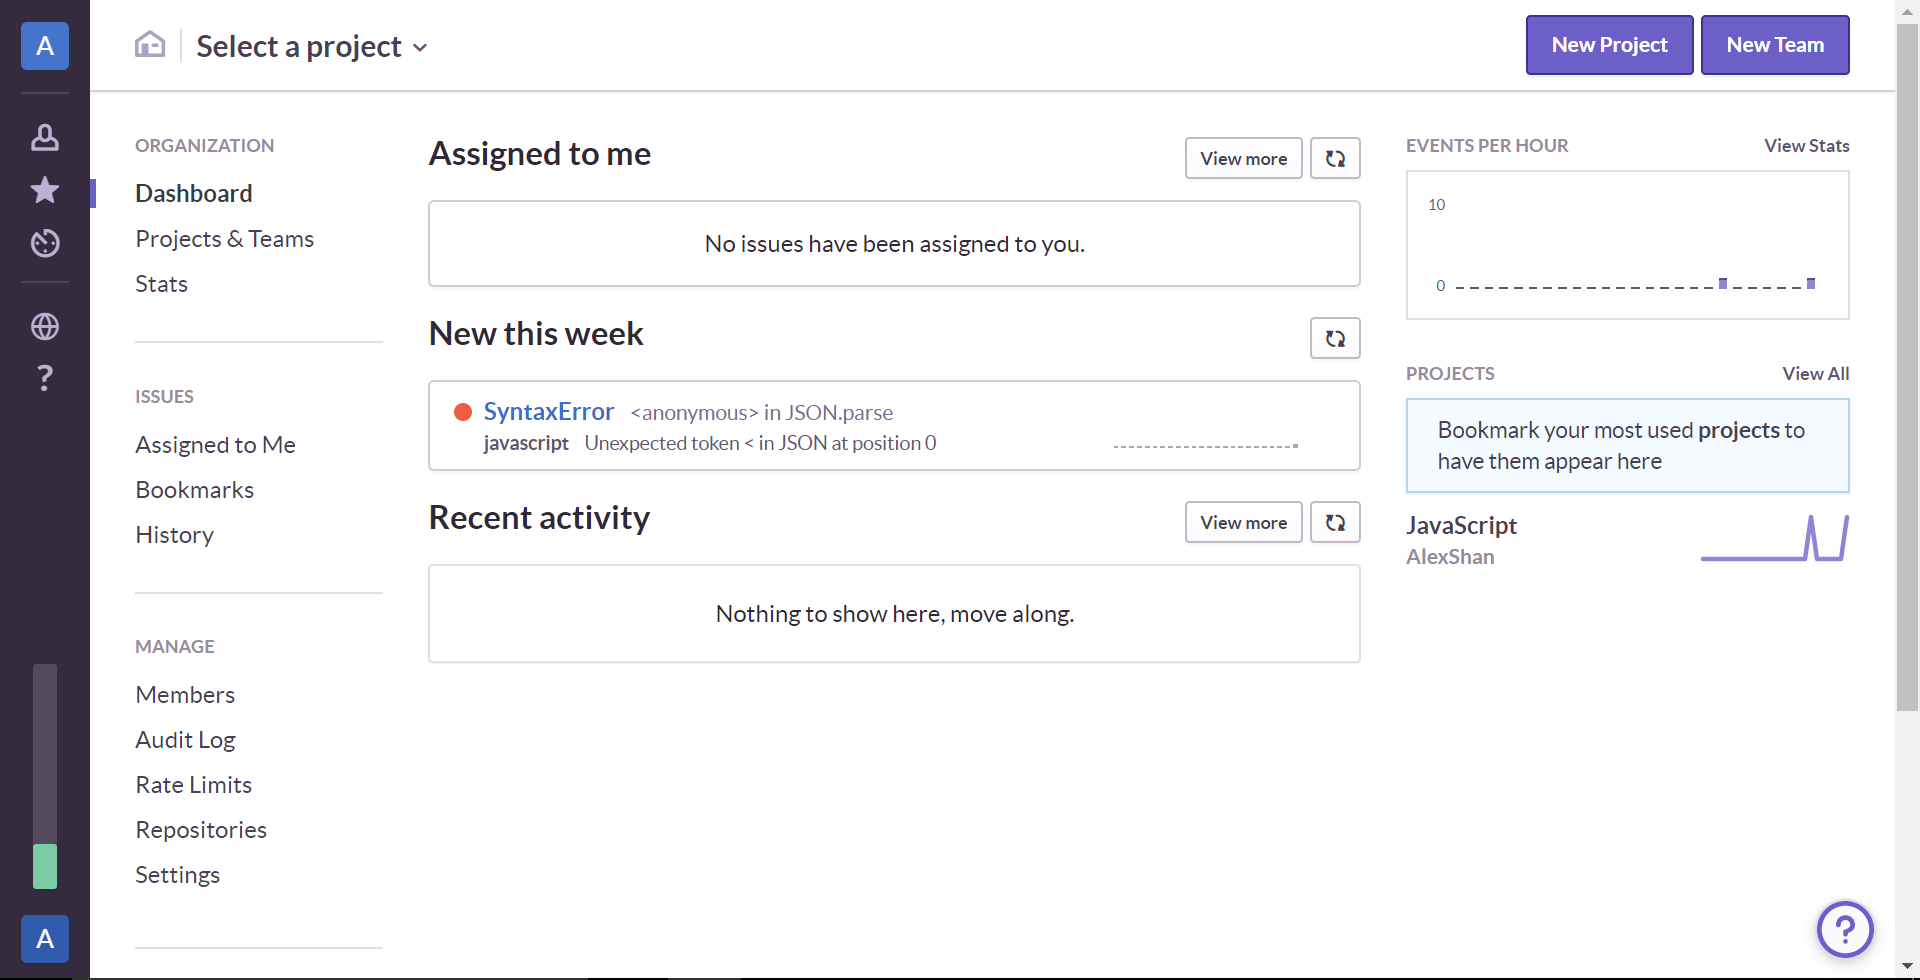 A
Select a project
New Project
New Team
ORGANIZATION
Dashboard
Projects & Teams
Stats
ISSUES
Assigned to Me
Bookmarks
History
MANAGE
Members
Audit Log
Rate Limits
Repositories
Settings
?
A
Assigned to me
View more
No issues have been assigned to you.
New this week
SyntaxError <anonymous> in JSON.parse
javascript Unexpected token < in JSON at position 0
Recent activity
View more
Nothing to show here, move along.
EVENTS PER HOUR
View Stats
10
0
PROJECTS
View All
Bookmark your most used projects to
have them appear here
JavaScript
AlexShan
?